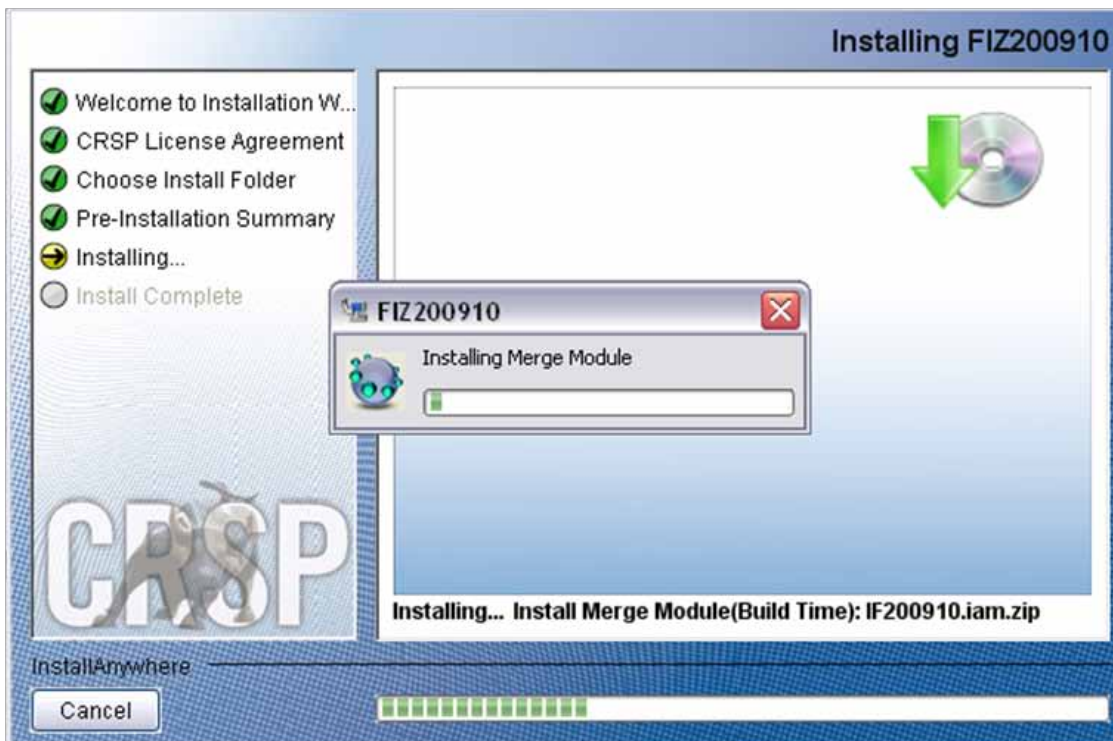 Installing FIZ200910
Welcome to Installation W...
CRSP License Agreement
Choose Install Folder
Pre-Installation Summary
Installing...
Install Complete
FIZ200910
Installing Merge Module
CRSP
Installing... Install Merge Module(Build Time): IF200910.iam.zip
InstallAnywhere
Cancel